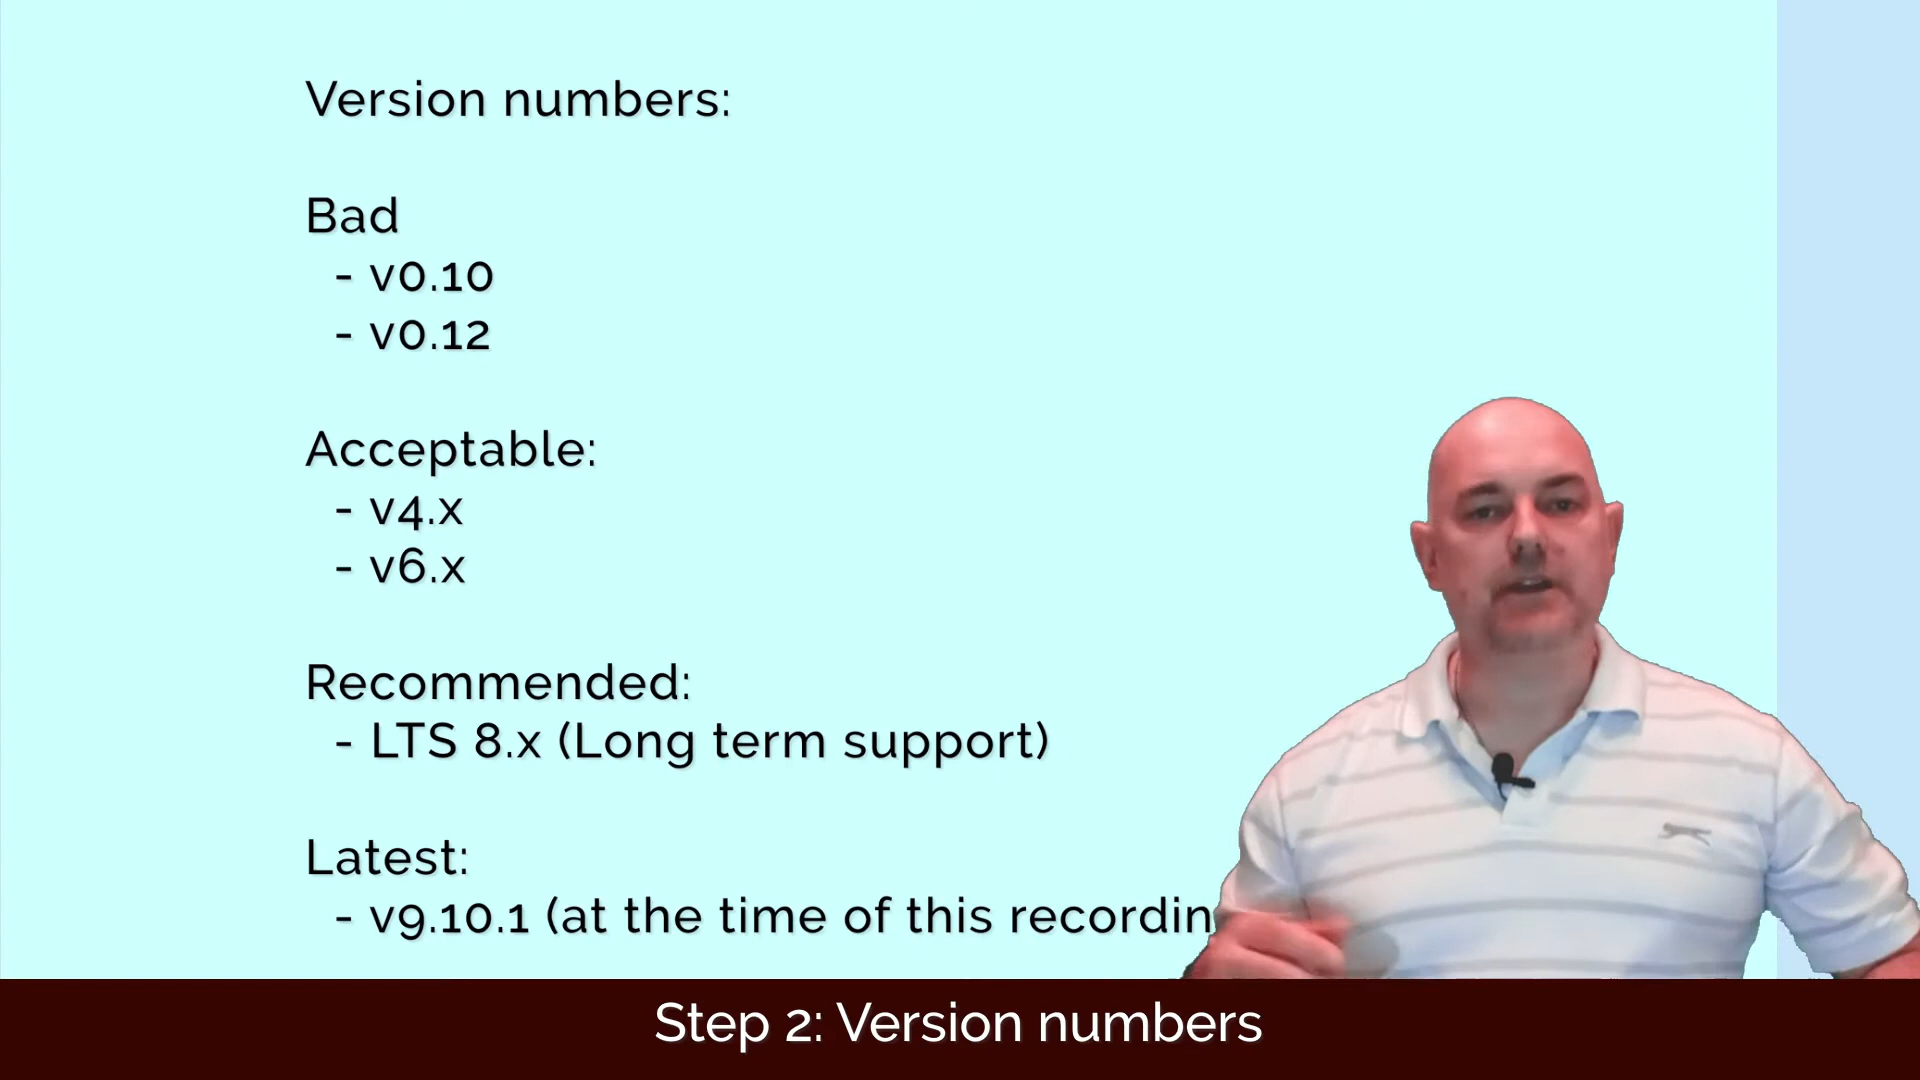 Version numbers:
Bad
- v0.10
- v0.12
Acceptable:
- v4.x
- v6.x
Recommended:
- LTS 8.x (Long term support)
Latest:
- v9.10.1 (at the time of this recordin
Step 2: Version numbers